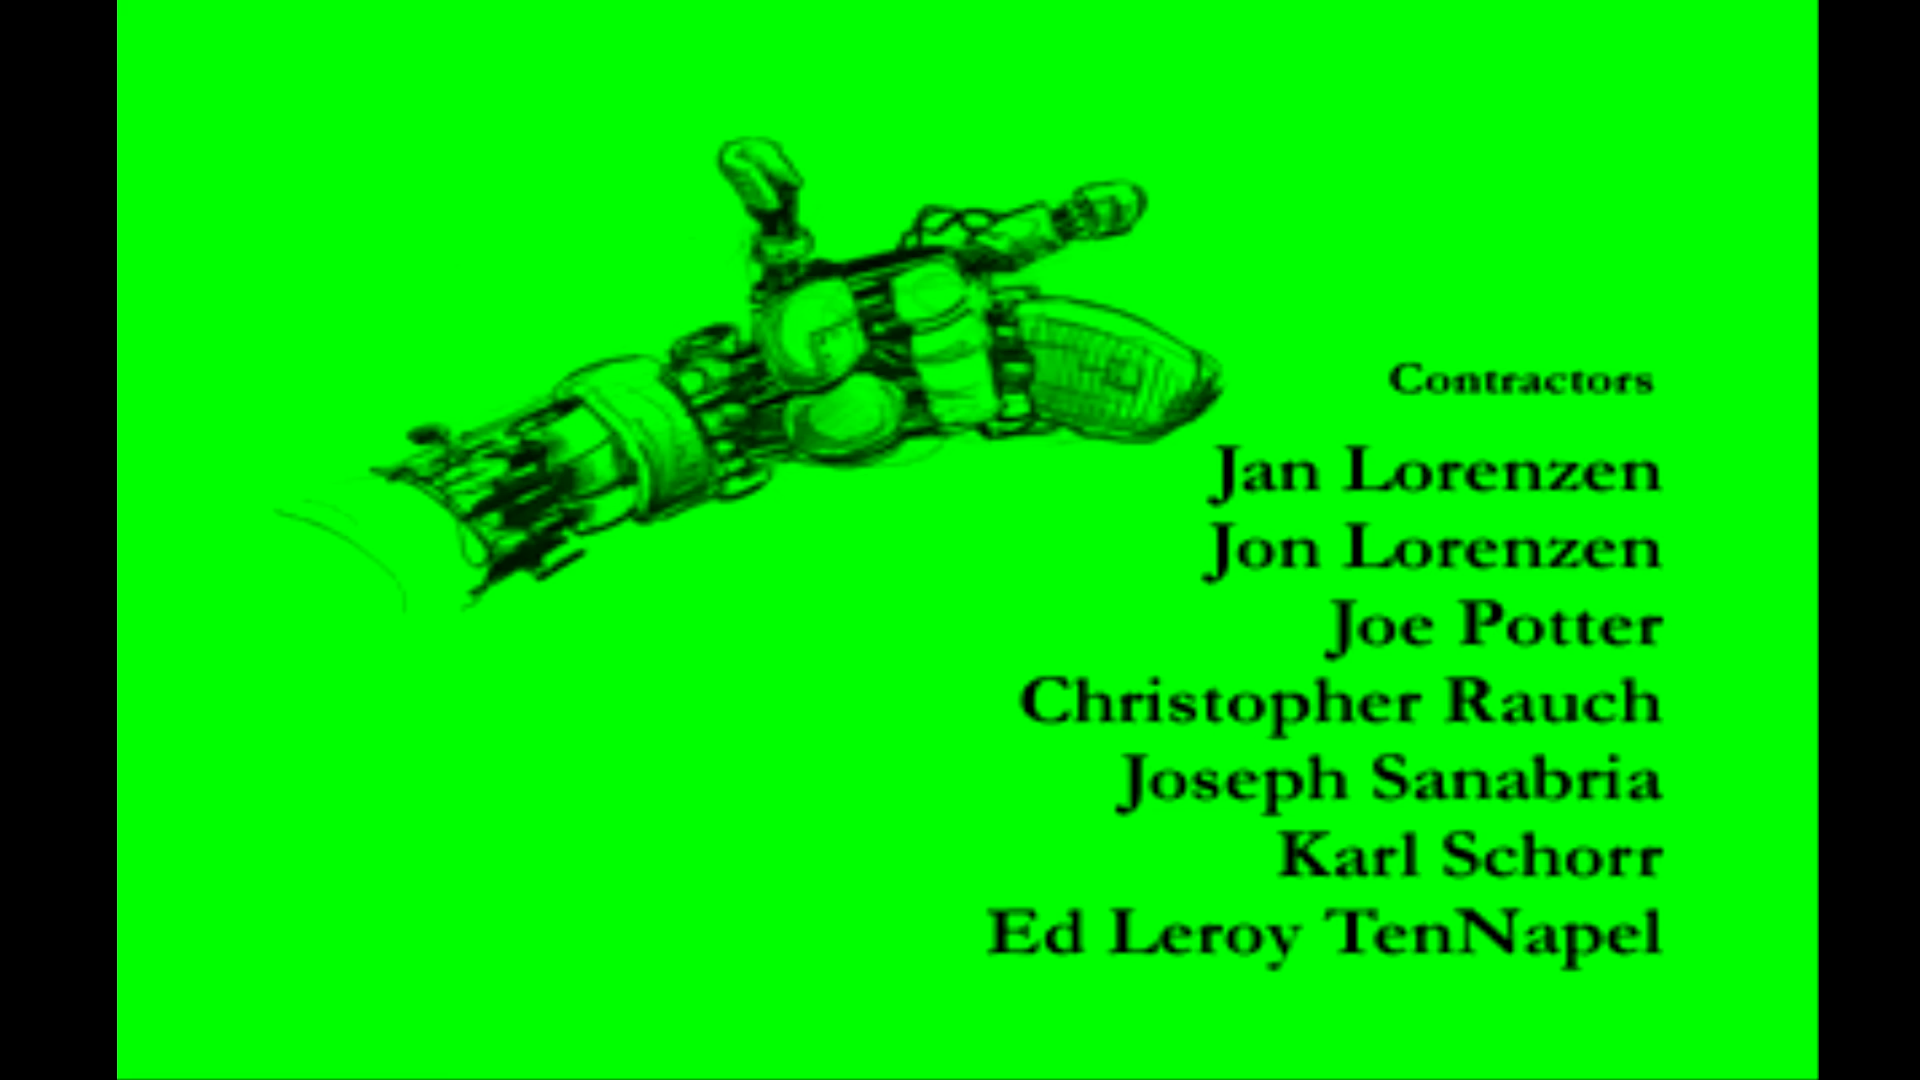 Contractors
Jan Lorenzen
Jon Lorenzen
Joe Potter
Christopher Rauch
Joseph Sanabria
Karl Schorr
Ed Leroy TenNapel